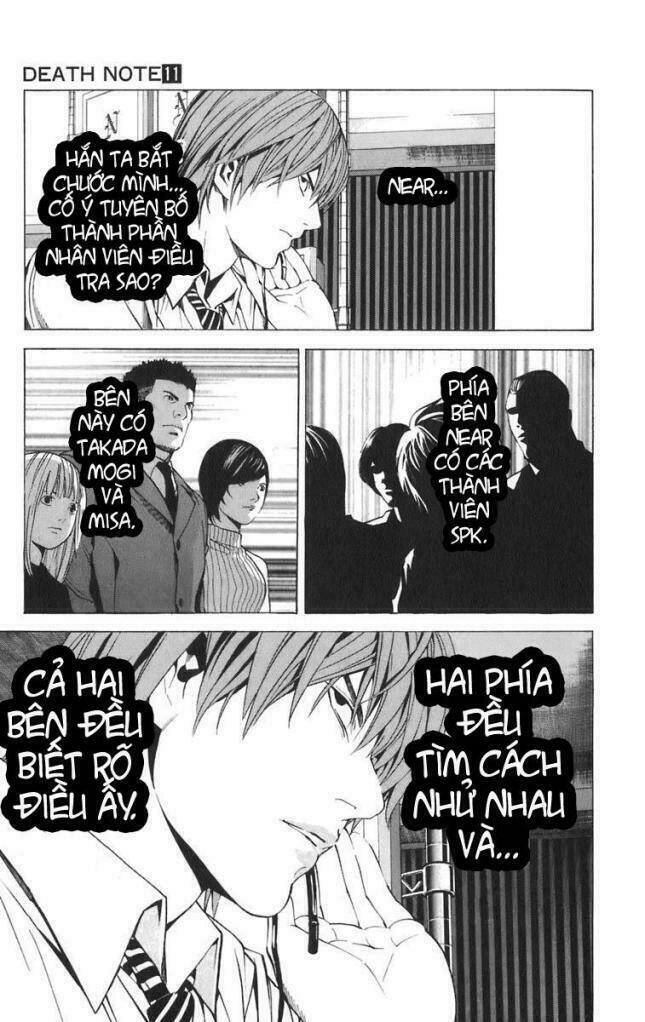 DEATH NOTE 11
NEAR...
HẮN TA BẮT
CHƯỚC MÌNH...
CỐ Ý TUYÊN BỐ
THÀNH PHẦN
NHÂN VIÊN ĐIỀU
TRA SAO?
PHÍA
BÊN
NEAR
CÓ CÁC
THÀNH
VIÊN
SPK.
BÊN
NÀY CÓ
TAKADA
MOGI
VÀ
MISA.
HAI PHÍA
ĐỀU
TÌM CÁCH
NHỬ NHAU
VÀ...
CẢ HAI
BÊN ĐỀU
BIẾT RÕ
ĐIỀU ẤY.